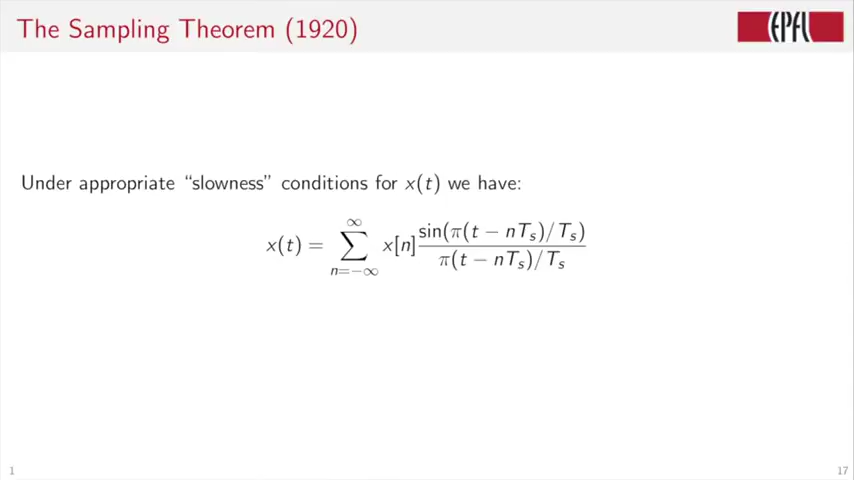 The Sampling Theorem (1920)
EPFL
Under appropriate “slowness” conditions for x(t) we have:
x(t) = ∑_{n=−∞}^{∞} x[n] \frac{sin(π(t − nT_s)/T_s)}{π(t − nT_s)/T_s}
1
17